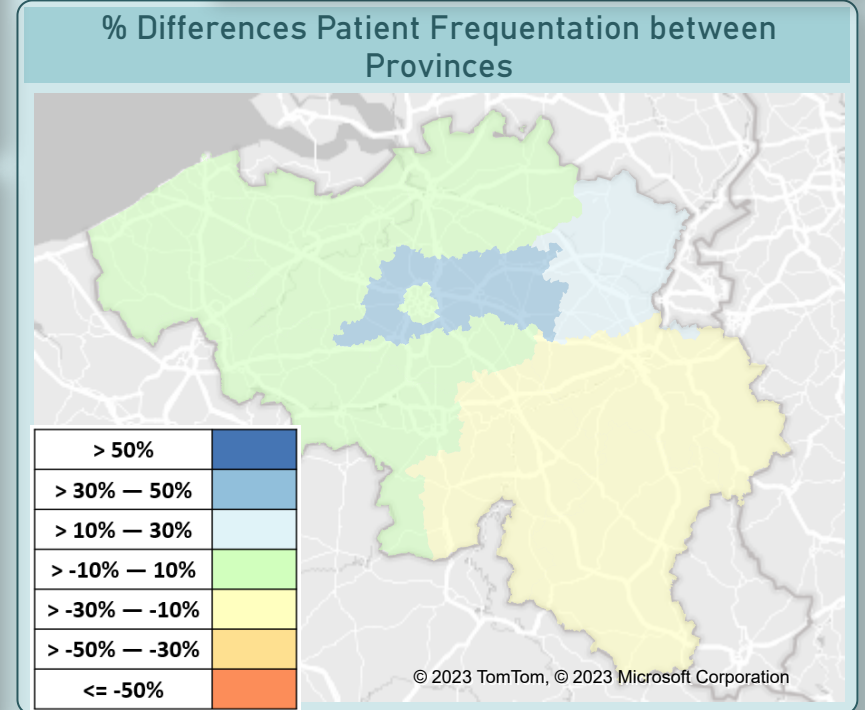 % Differences Patient Frequentation between
Provinces
> 50%
> 30% — 50%
> 10% — 30%
> -10% — 10%
> -30% — -10%
> -50% — -30%
<= -50%
© 2023 TomTom, © 2023 Microsoft Corporation